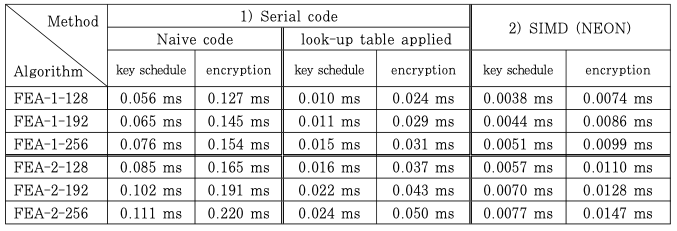 Method 1) Serial code 2) SIMD (NEON)
Naive code look-up table applied
Algorithm key schedule encryption key schedule encryption key schedule encryption
FEA-1-128 0.056 ms 0.127 ms 0.010 ms 0.024 ms 0.0038 ms 0.0074 ms
FEA-1-192 0.065 ms 0.145 ms 0.011 ms 0.029 ms 0.0044 ms 0.0086 ms
FEA-1-256 0.076 ms 0.154 ms 0.015 ms 0.031 ms 0.0051 ms 0.0099 ms
FEA-2-128 0.085 ms 0.165 ms 0.016 ms 0.037 ms 0.0057 ms 0.0110 ms
FEA-2-192 0.102 ms 0.191 ms 0.022 ms 0.043 ms 0.0070 ms 0.0128 ms
FEA-2-256 0.111 ms 0.220 ms 0.024 ms 0.050 ms 0.0077 ms 0.0147 ms